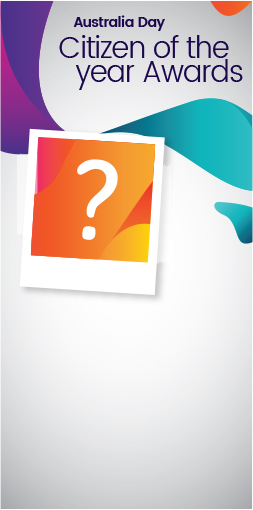 Australia Day
Citizen of the
year Awards
?